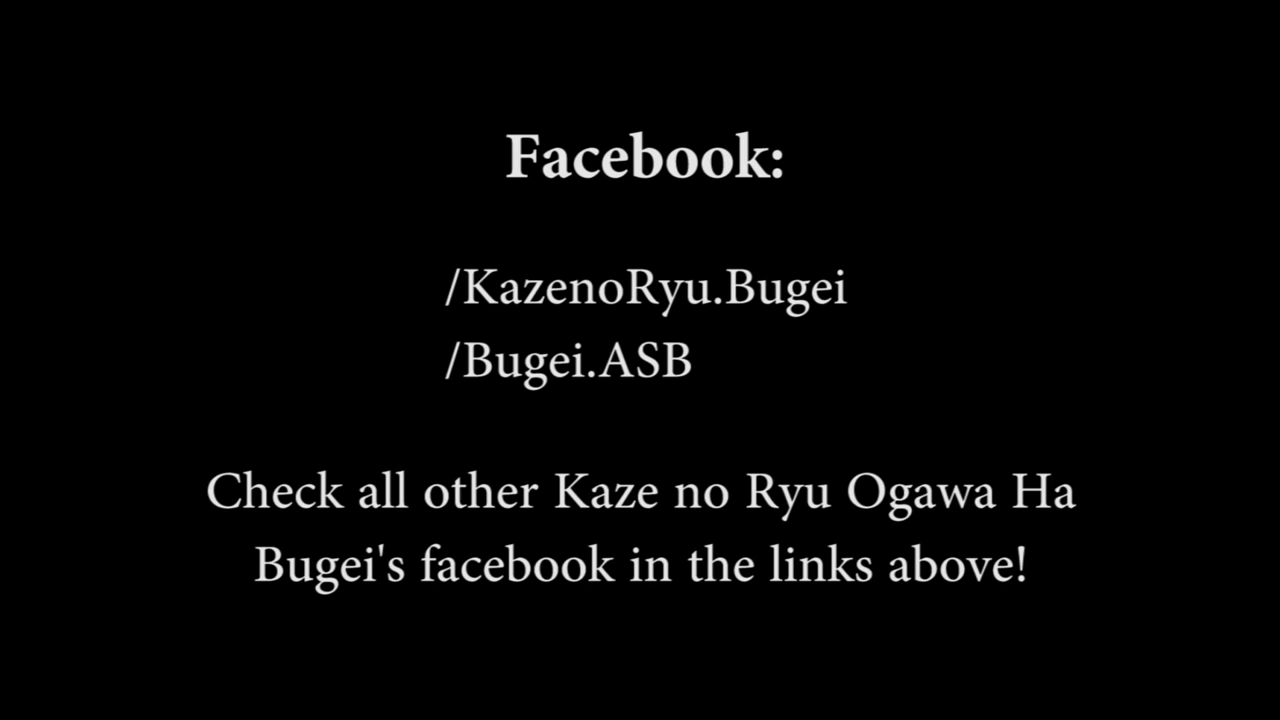 Facebook:
/KazenoRyu.Bugei
/Bugei.ASB
Check all other Kaze no Ryu Ogawa Ha
Bugei's facebook in the links above!